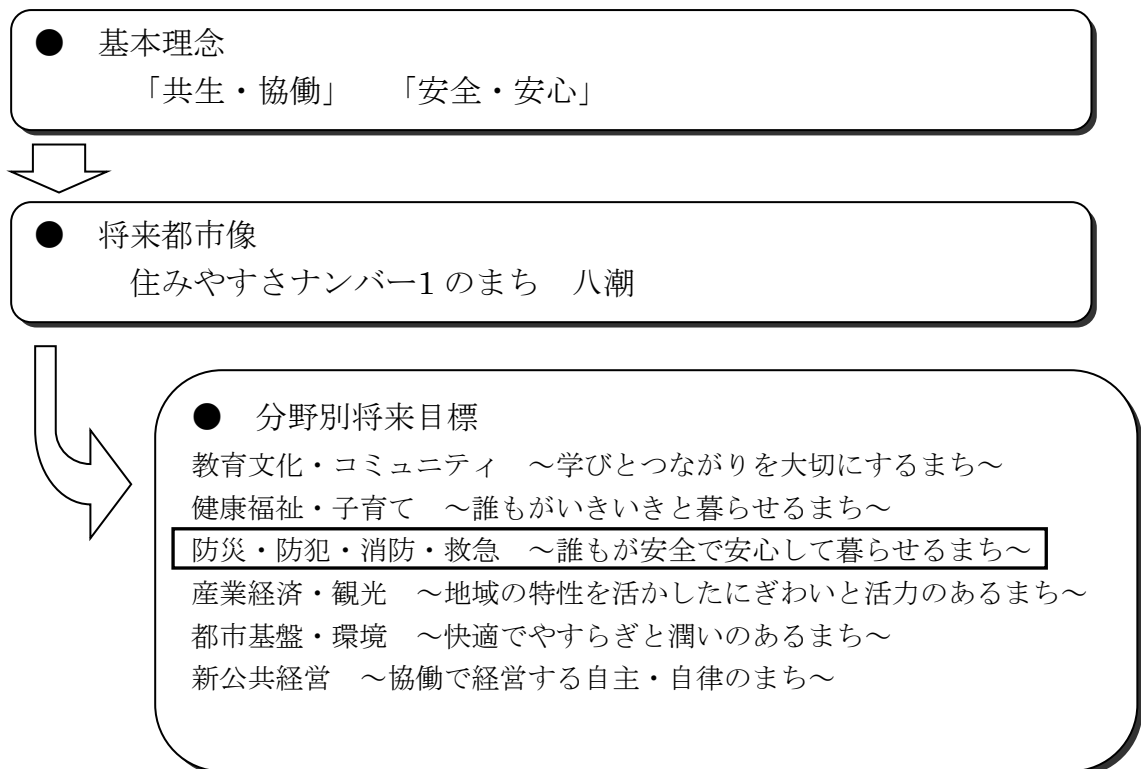 ● 基本理念
「共生・協働」 「安全・安心」
● 将来都市像
住みやすさナンバー1のまち 八潮
● 分野別将来目標
教育文化・コミュニティ ～学びとつながりを大切にするまち～
健康福祉・子育て ～誰もがいきいきと暮らせるまち～
防災・防犯・消防・救急 ～誰もが安全で安心して暮らせるまち～
産業経済・観光 ～地域の特性を活かしたにぎわいと活力のあるまち～
都市基盤・環境 ～快適でやすらぎと潤いのあるまち～
新公共経営 ～協働で経営する自主・自律のまち～